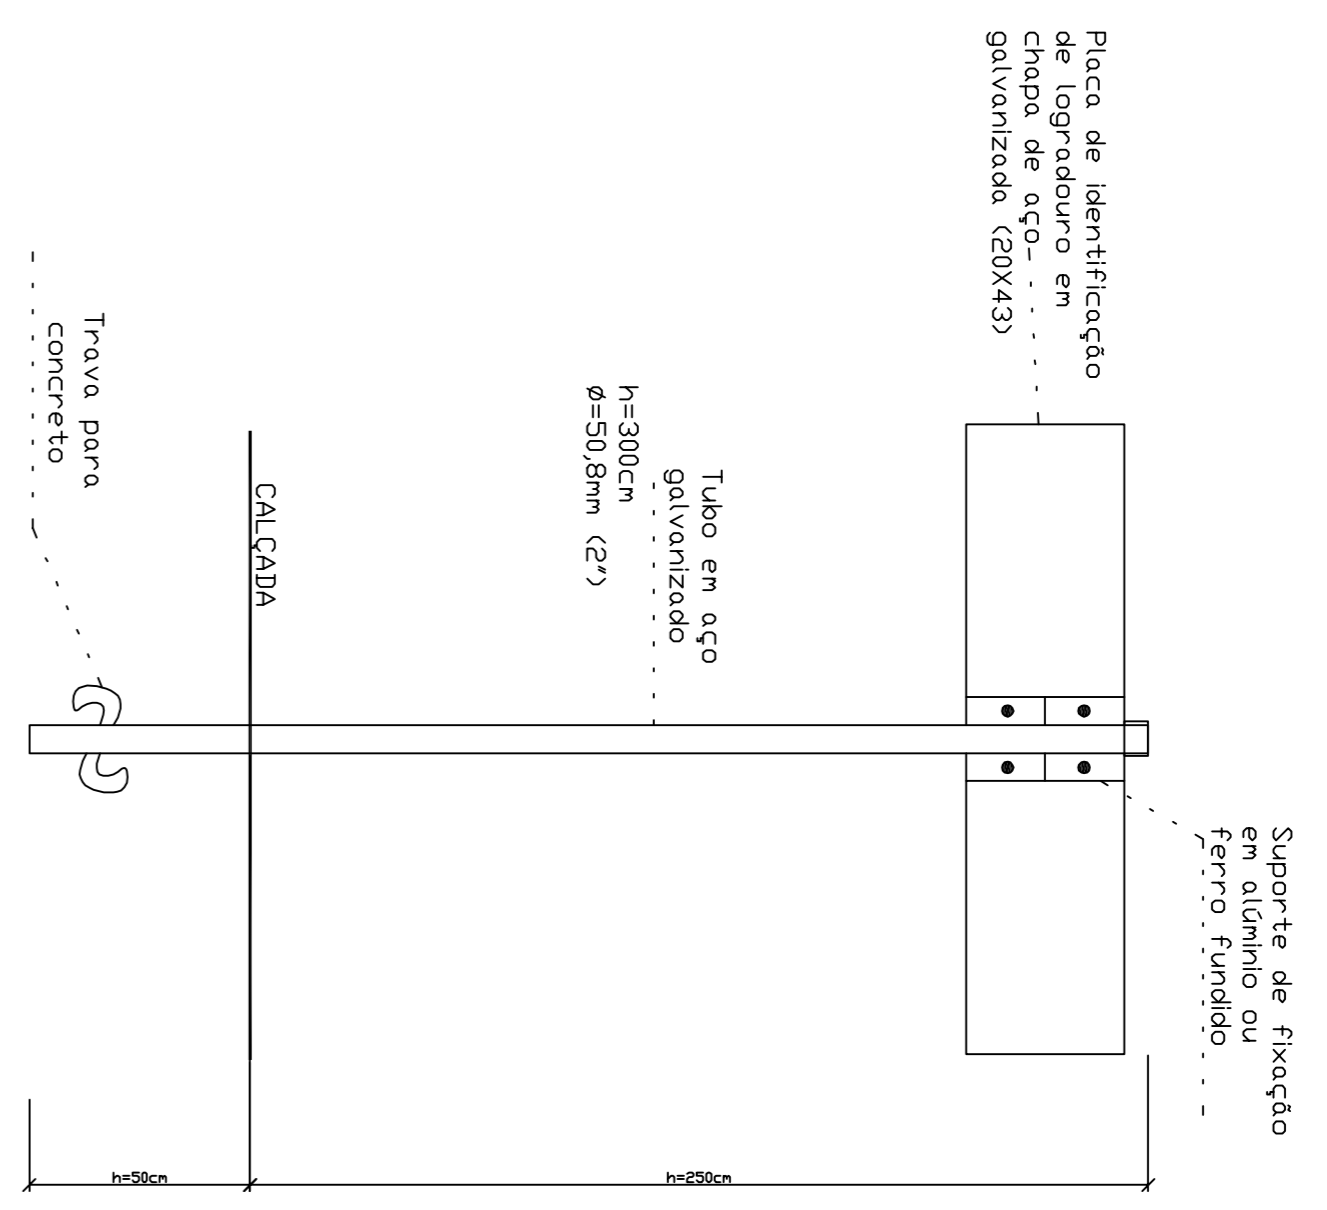 Suporte de fixação
em alúminio ou
ferro fundido
Placa de identificação
de logradouro em
chapa de aço
galvanizada (20X43)
Tubo em aço
galvanizado
h=300cm
ø=50,8mm (2")
CALÇADA
Trava para
concreto
h=50cm
h=250cm